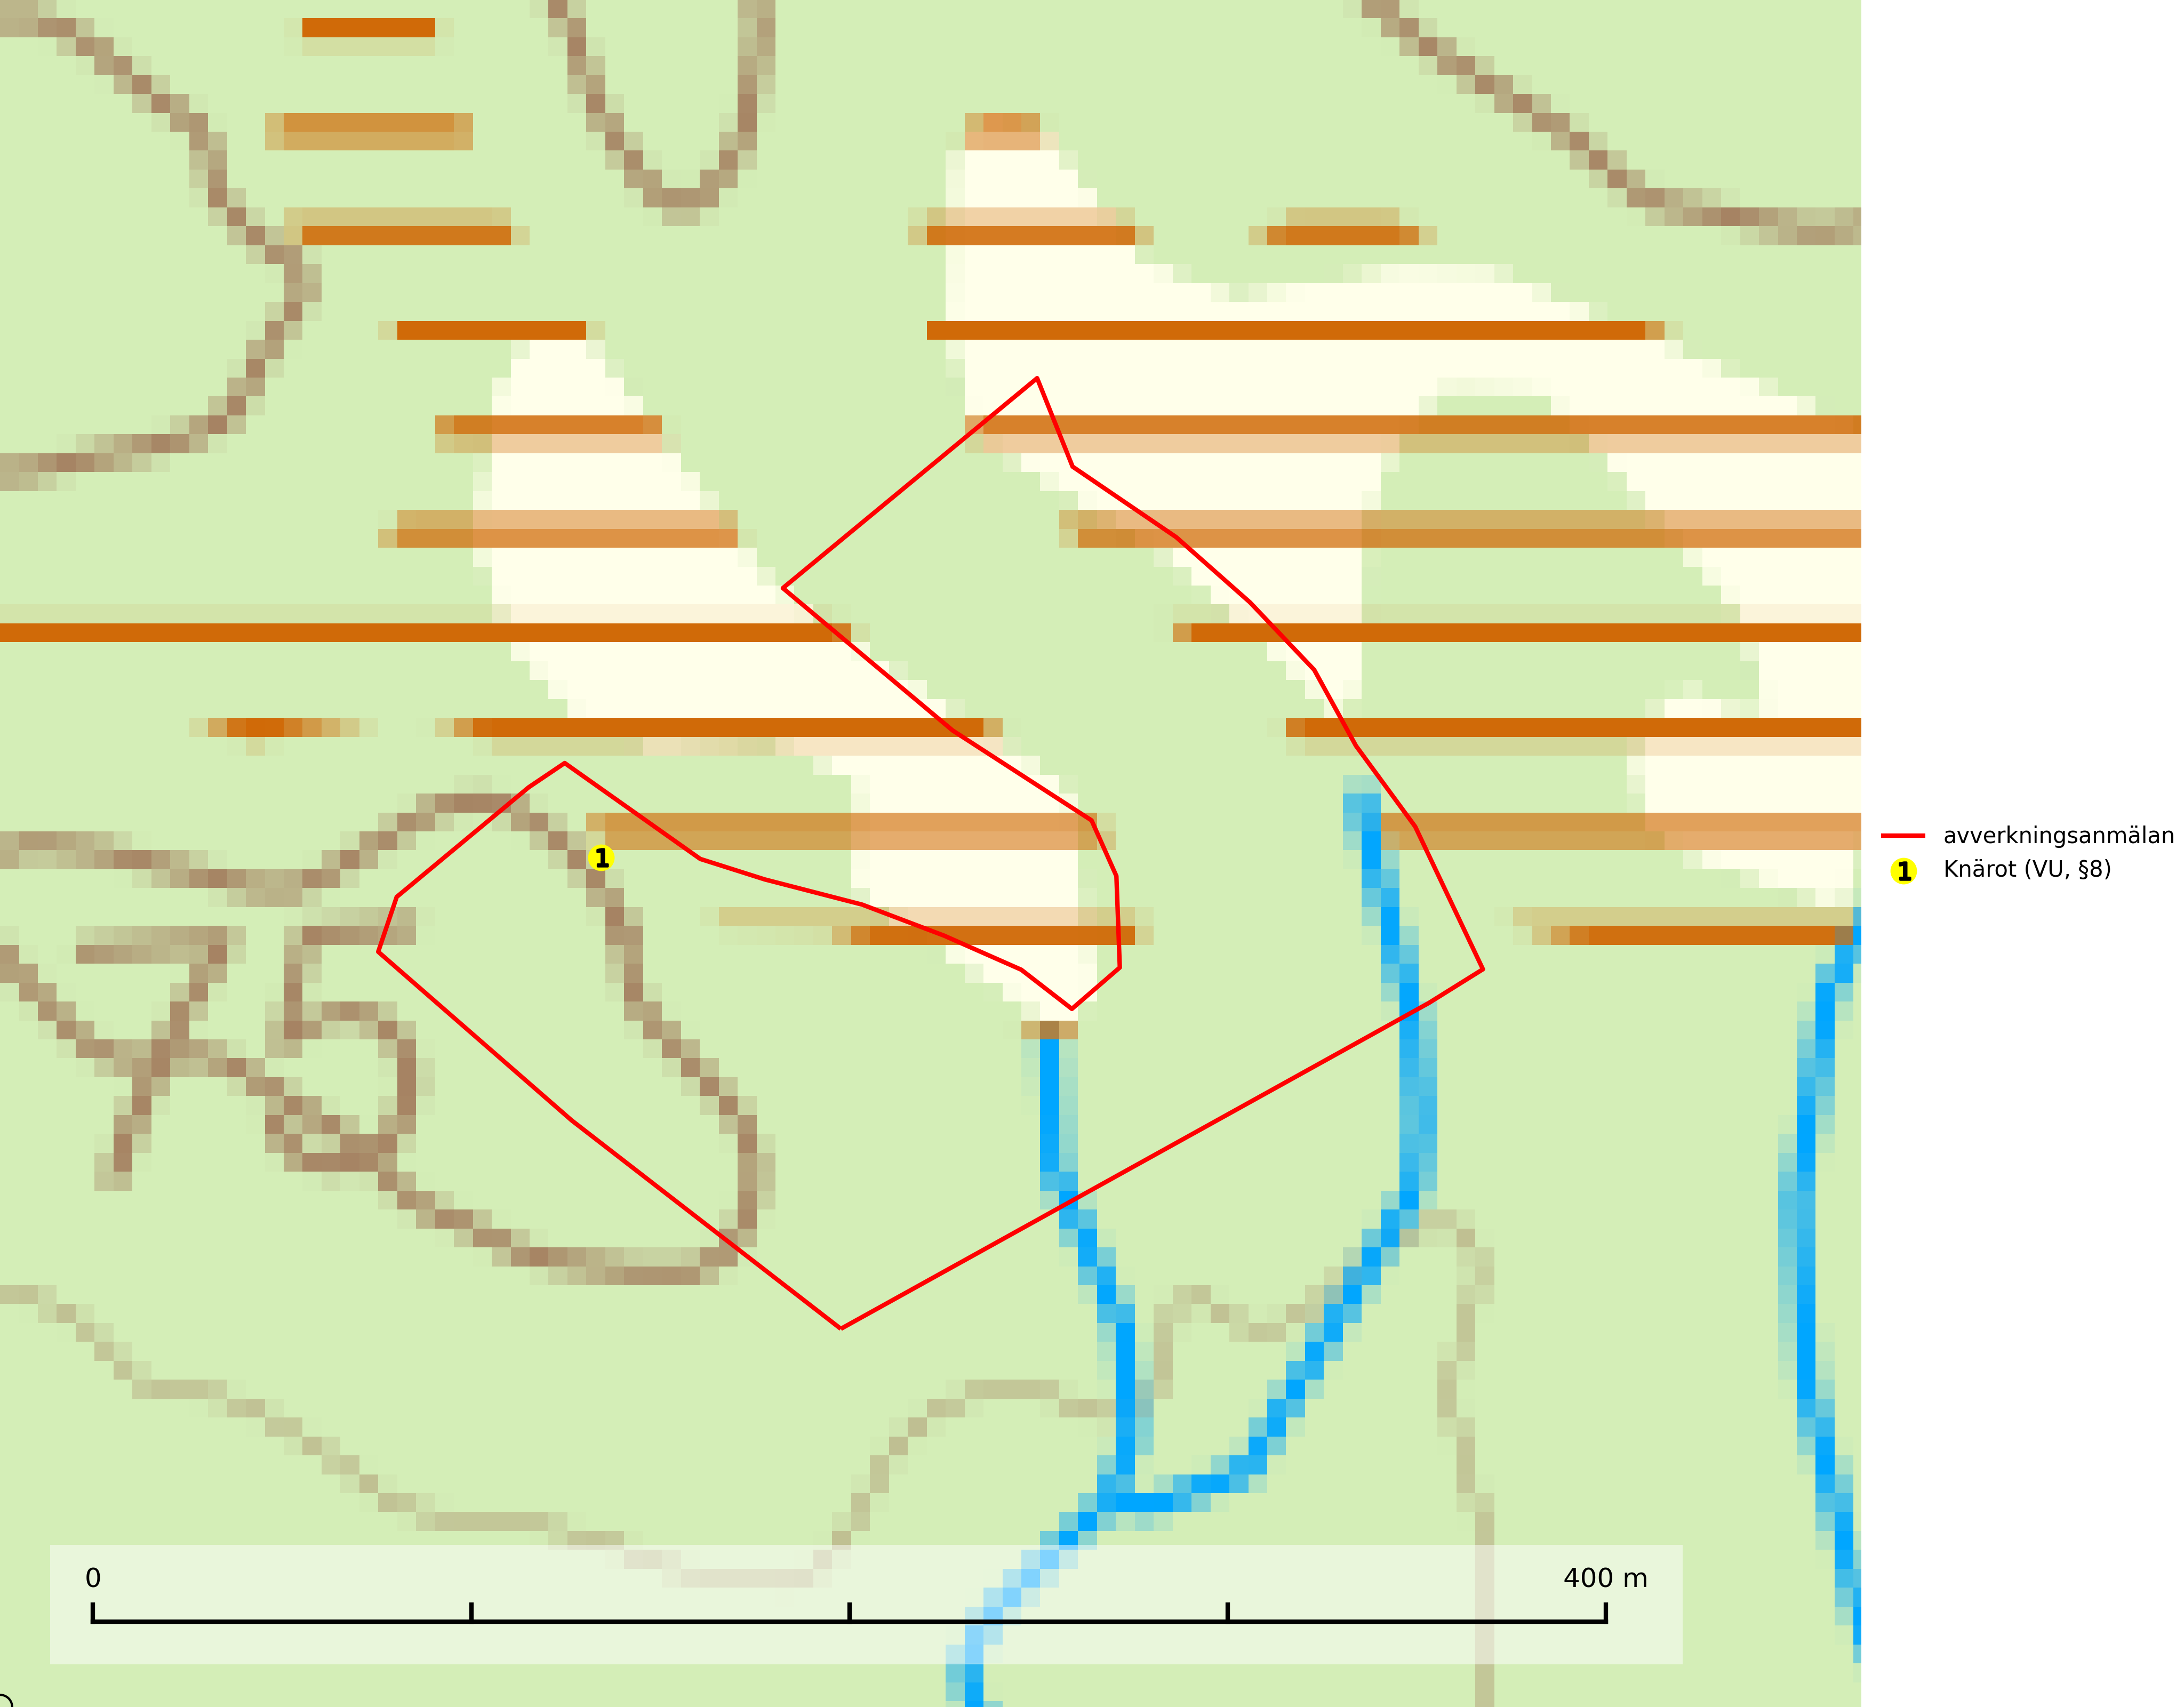 1
avverkningsanmälan
1 Knärot (VU, §8)
0 400 m